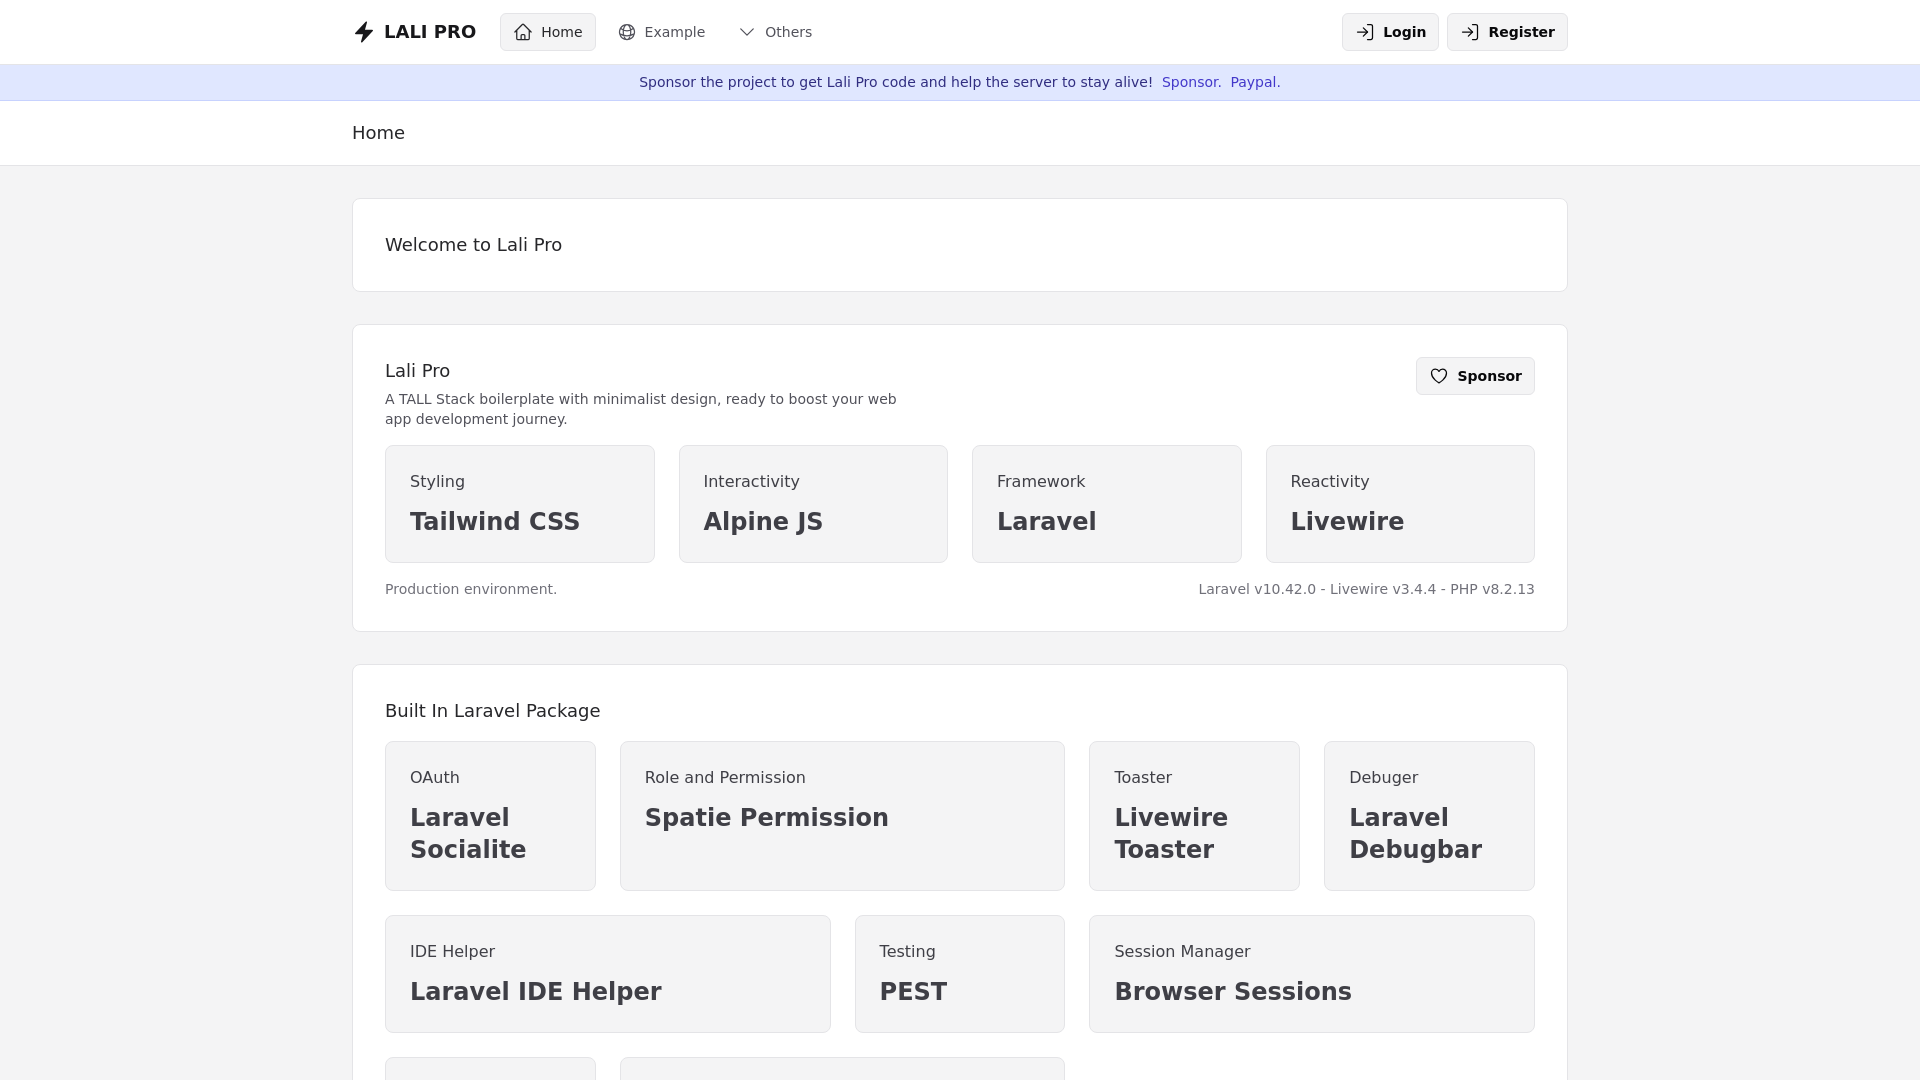 LALI PRO
Home
Example
Others
Login
Register
Sponsor the project to get Lali Pro code and help the server to stay alive! Sponsor. Paypal.
Home
Welcome to Lali Pro
Lali Pro
Sponsor
A TALL Stack boilerplate with minimalist design, ready to boost your web
app development journey.
Styling
Tailwind CSS
Interactivity
Alpine JS
Framework
Laravel
Reactivity
Livewire
Production environment.
Laravel v10.42.0 - Livewire v3.4.4 - PHP v8.2.13
Built In Laravel Package
OAuth
Laravel
Socialite
Role and Permission
Spatie Permission
Toaster
Livewire
Toaster
Debuger
Laravel
Debugbar
IDE Helper
Laravel IDE Helper
Testing
PEST
Session Manager
Browser Sessions